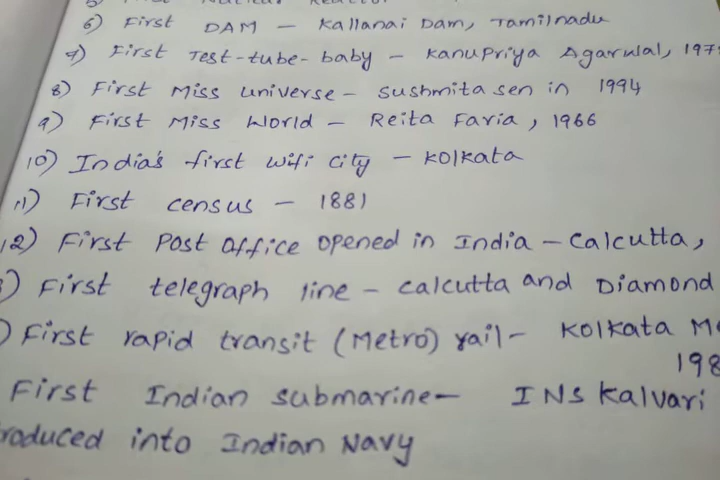 6) First DAM - Kallanai Dam, Tamilnadu
7) First Test-tube-baby - Kanupriya Agarwal, 197
8) First Miss Universe - Sushmita Sen in 1994
9) First Miss World - Reita Faria, 1966
10) India's first wifi city - Kolkata
11) First census - 1881
12) First Post Office opened in India - Calcutta,
) First telegraph line - Calcutta and Diamond
) First rapid transit (Metro) rail - Kolkata Me
198
First Indian submarine - INS Kalvari
roduced into Indian Navy